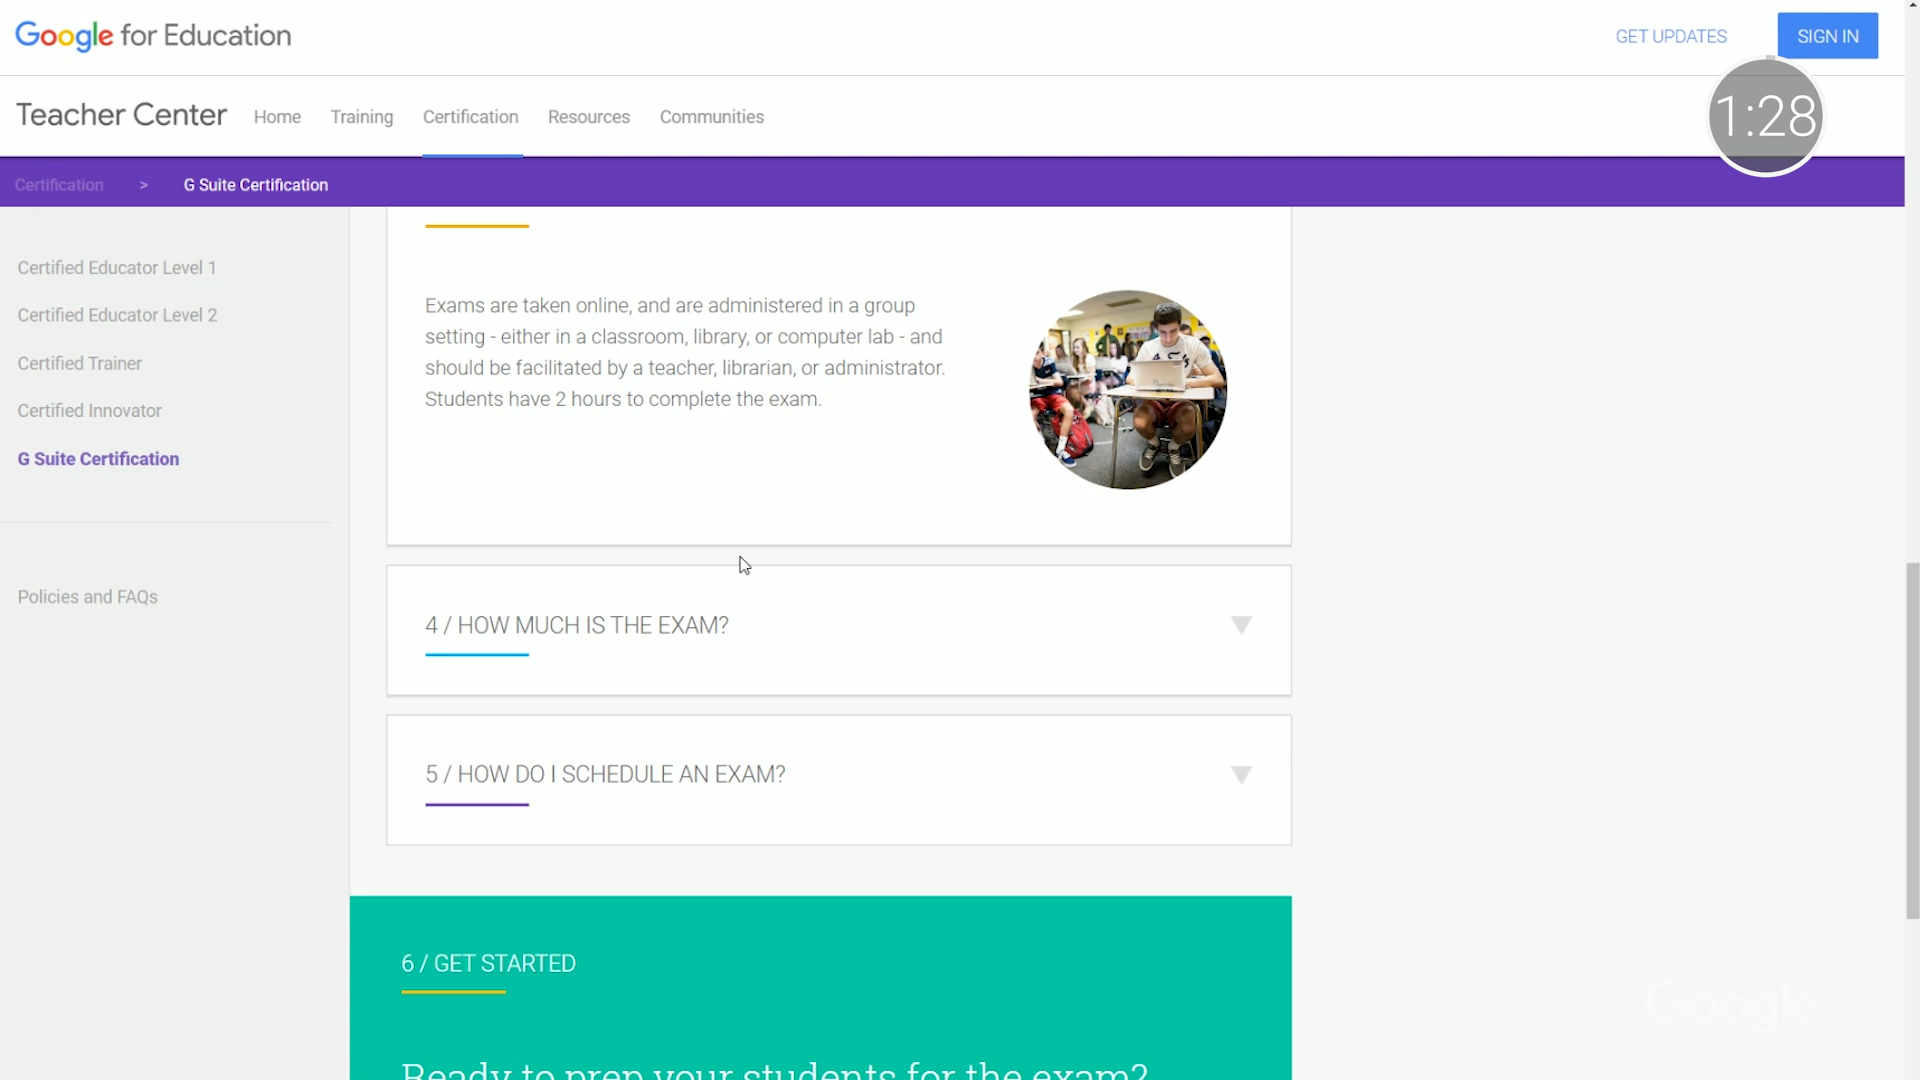 Google for Education
GET UPDATES
SIGN IN
Teacher Center
Home
Training
Certification
Resources
Communities
1:28
Certification > G Suite Certification
Certified Educator Level 1
Certified Educator Level 2
Certified Trainer
Certified Innovator
G Suite Certification
Policies and FAQs
Exams are taken online, and are administered in a group
setting - either in a classroom, library, or computer lab - and
should be facilitated by a teacher, librarian, or administrator.
Students have 2 hours to complete the exam.
4 / HOW MUCH IS THE EXAM?
5 / HOW DO I SCHEDULE AN EXAM?
6 / GET STARTED
Ready to prep your students for the exam?
Google